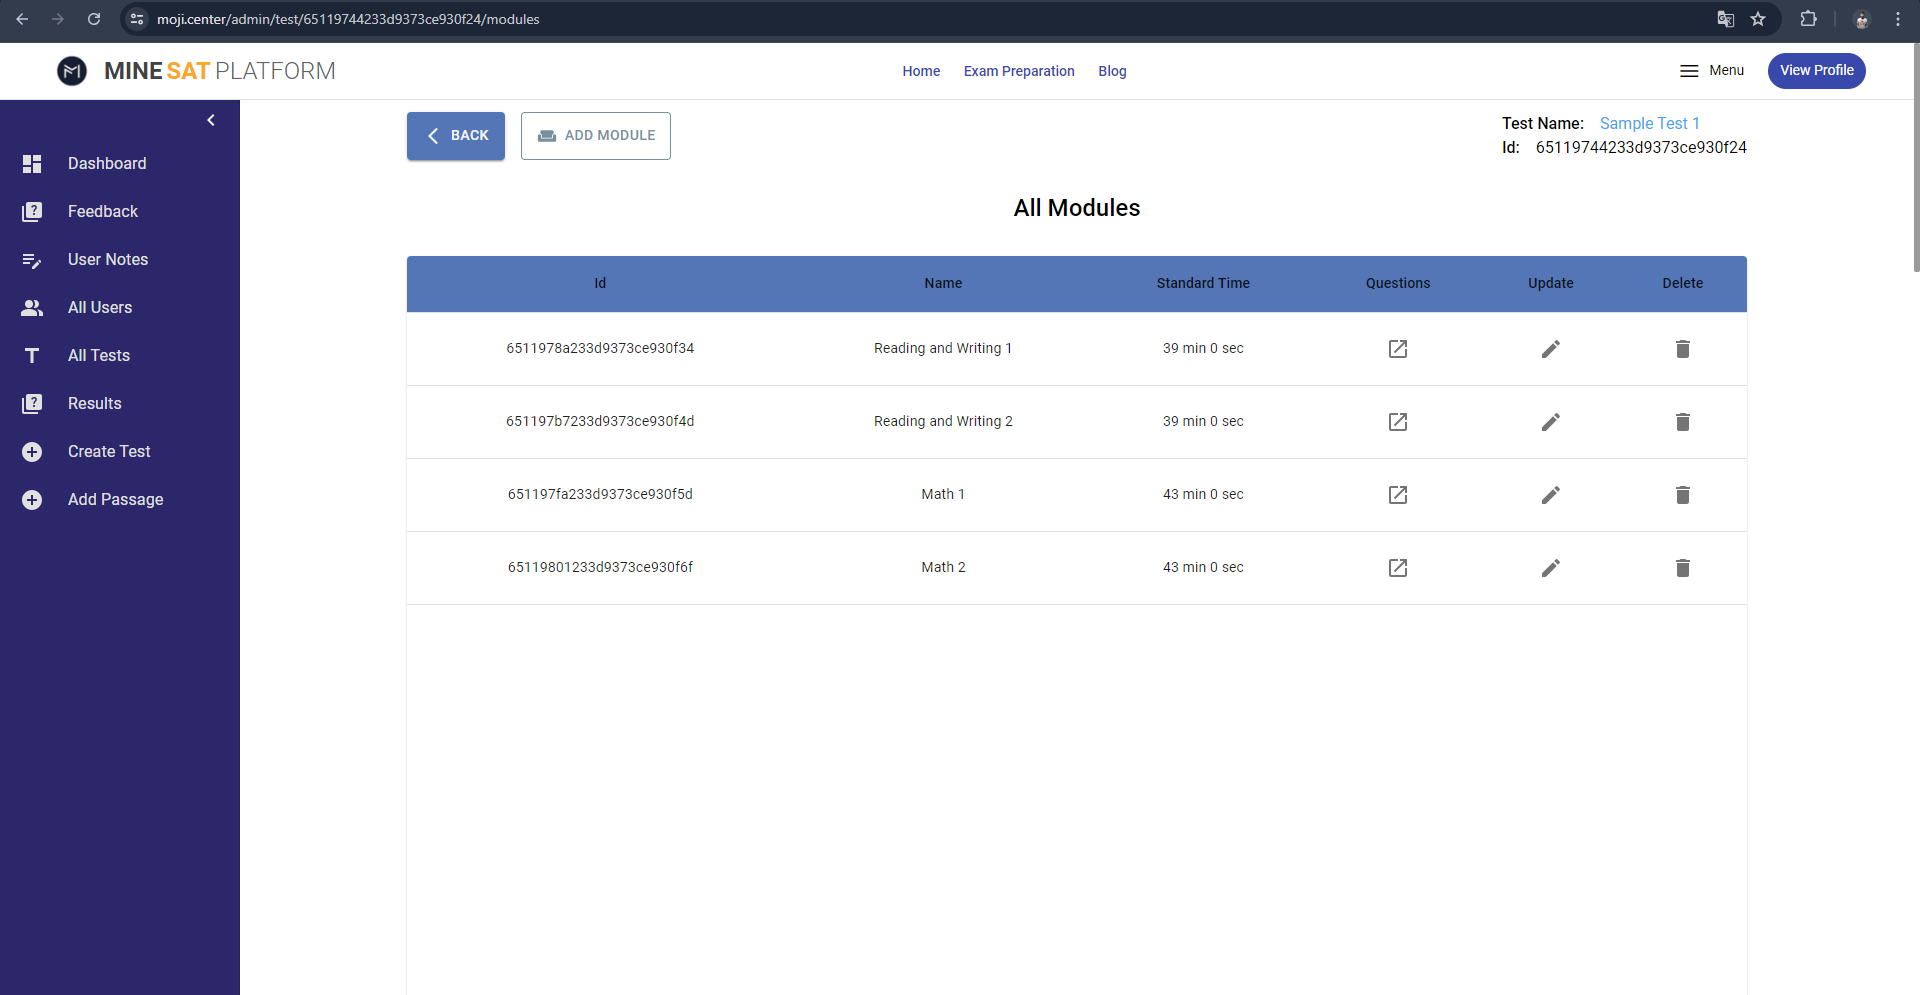 moji.center/admin/test/65119744233d9373ce930f24/modules
MINE SAT PLATFORM
Home
Exam Preparation
Blog
Menu
View Profile
Dashboard
Feedback
User Notes
All Users
All Tests
Results
Create Test
Add Passage
BACK
ADD MODULE
Test Name: Sample Test 1
Id: 65119744233d9373ce930f24
All Modules
Id Name Standard Time Questions Update Delete
6511978a233d9373ce930f34 Reading and Writing 1 39 min 0 sec
651197b7233d9373ce930f4d Reading and Writing 2 39 min 0 sec
651197fa233d9373ce930f5d Math 1 43 min 0 sec
65119801233d9373ce930f6f Math 2 43 min 0 sec